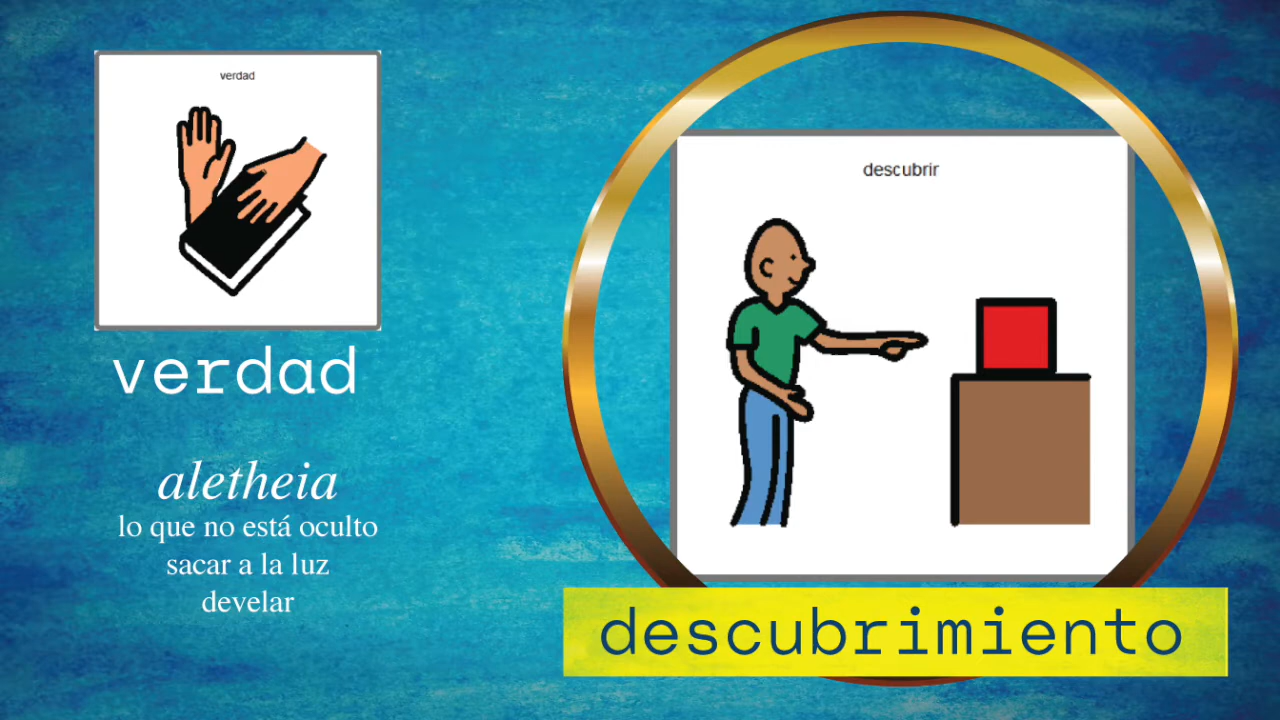 verdad
verdad
aletheia
lo que no está oculto
sacar a la luz
develar
descubrir
descubrimiento